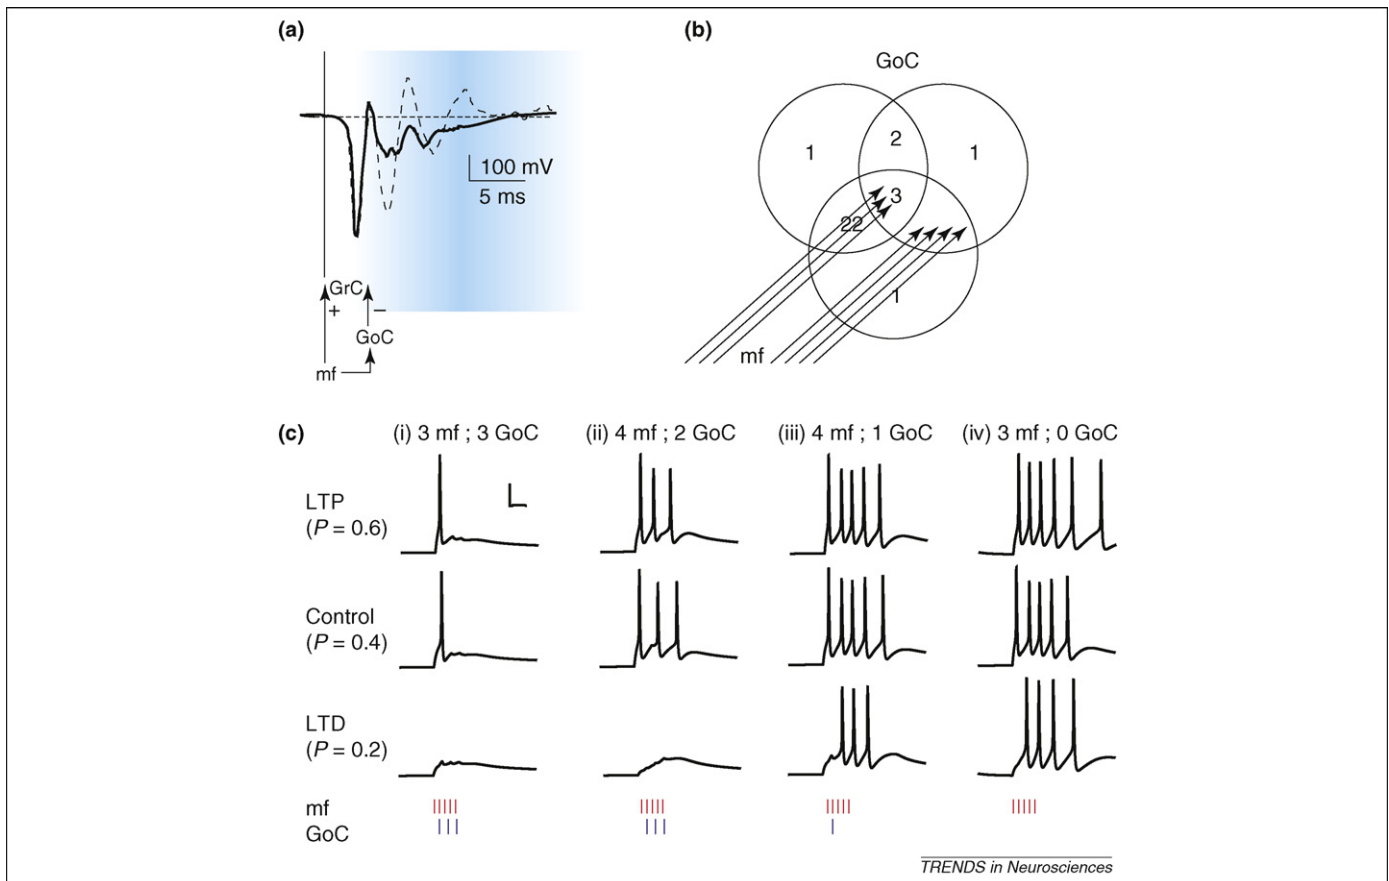 (a)
100 mV
5 ms
GrC
+ −
GoC
mf
(b)
GoC
1 2 1
3
22
1
mf
(c) (i) 3 mf ; 3 GoC (ii) 4 mf ; 2 GoC (iii) 4 mf ; 1 GoC (iv) 3 mf ; 0 GoC
LTP
(P = 0.6)
Control
(P = 0.4)
LTD
(P = 0.2)
mf
GoC
TRENDS in Neurosciences